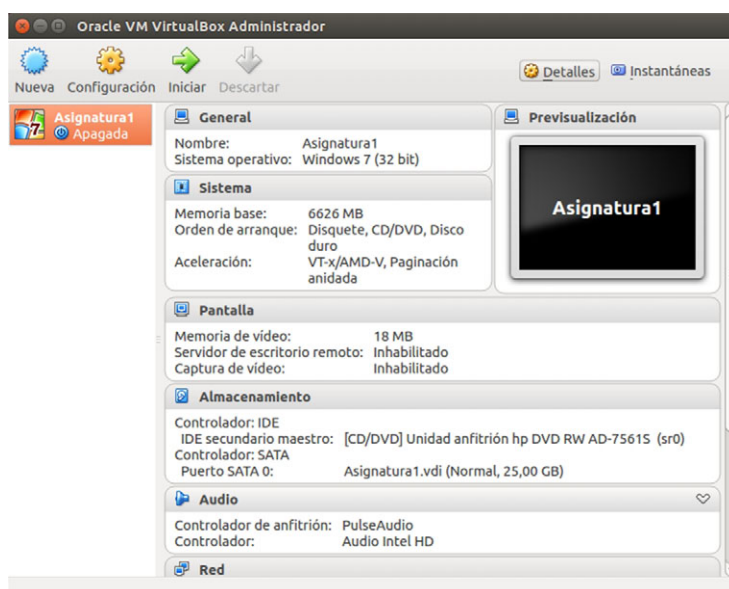 Oracle VM VirtualBox Administrador
Nueva Configuración Iniciar Descartar
Detalles Instantáneas
Asignatura1
Apagada
General
Nombre: Asignatura1
Sistema operativo: Windows 7 (32 bit)
Sistema
Memoria base: 6626 MB
Orden de arranque: Disquete, CD/DVD, Disco
duro
Aceleración: VT-x/AMD-V, Paginación
anidada
Previsualización
Asignatura1
Pantalla
Memoria de vídeo: 18 MB
Servidor de escritorio remoto: Inhabilitado
Captura de vídeo: Inhabilitado
Almacenamiento
Controlador: IDE
IDE secundario maestro: [CD/DVD] Unidad anfitrión hp DVD RW AD-7561S (sr0)
Controlador: SATA
Puerto SATA 0: Asignatura1.vdi (Normal, 25,00 GB)
Audio
Controlador de anfitrión: PulseAudio
Controlador: Audio Intel HD
Red